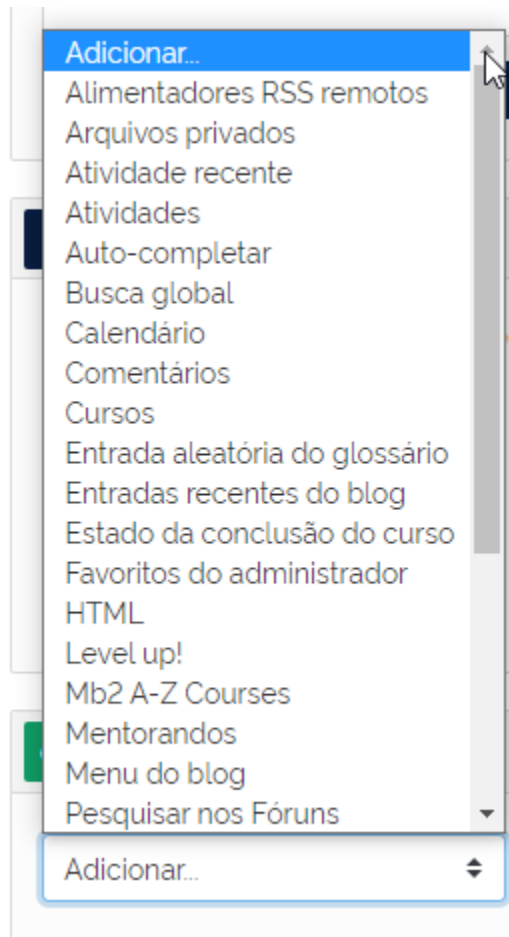 Adicionar...
Alimentadores RSS remotos
Arquivos privados
Atividade recente
Atividades
Auto-completar
Busca global
Calendário
Comentários
Cursos
Entrada aleatória do glossário
Entradas recentes do blog
Estado da conclusão do curso
Favoritos do administrador
HTML
Level up!
Mb2 A-Z Courses
Mentorandos
Menu do blog
Pesquisar nos Fóruns
Adicionar...